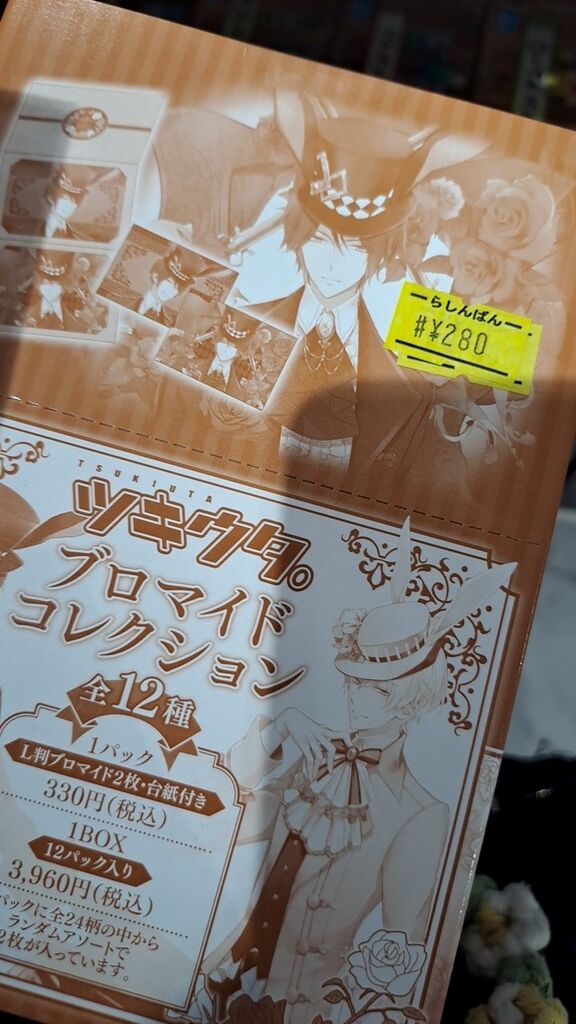 らしんばん
#¥280
TSUKIUTA
ツキウタ。
ブロマイド
コレクション
全12種
1パック
L判ブロマイド2枚・台紙付き
330円(税込)
1BOX
12パック入り
3,960円(税込)
パックに全24柄の中から
ランダムアソートで
2枚が入っています。